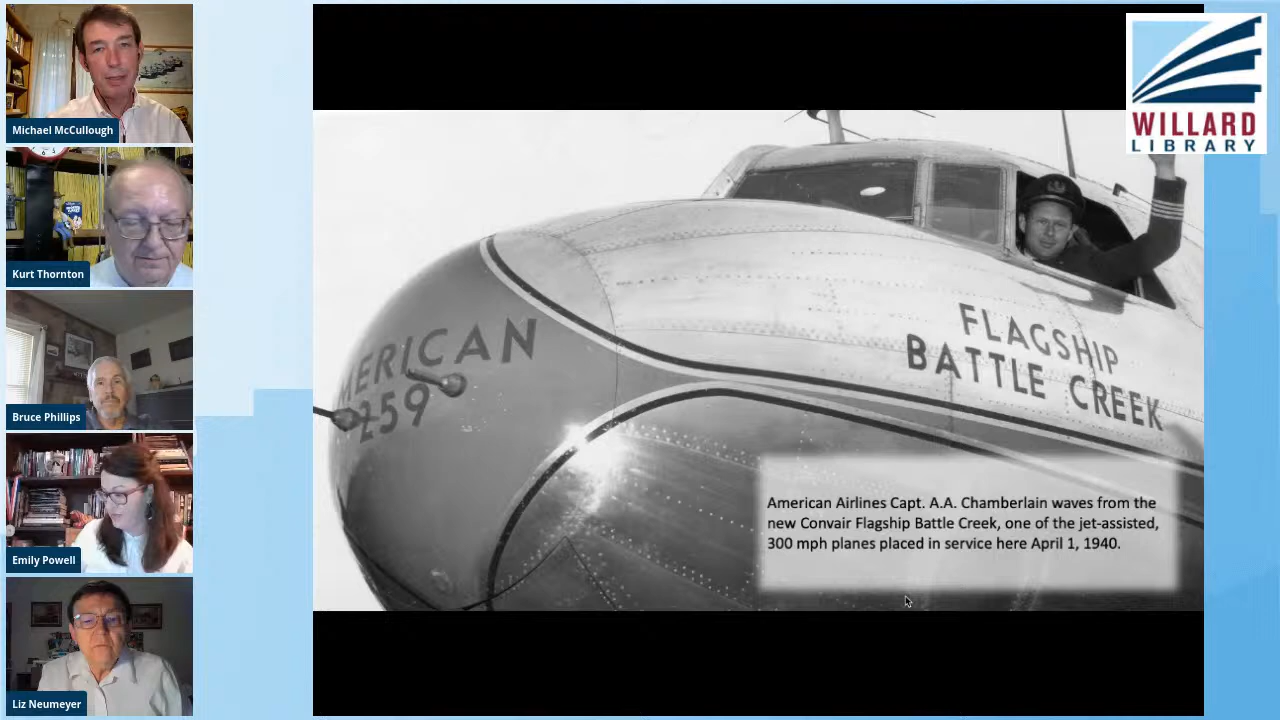 Michael McCullough
Kurt Thornton
Bruce Phillips
Emily Powell
Liz Neumeyer
WILLARD
LIBRARY
MERICAN
259
FLAGSHIP
BATTLE CREEK
American Airlines Capt. A.A. Chamberlain waves from the
new Convair Flagship Battle Creek, one of the jet-assisted,
300 mph planes placed in service here April 1, 1940.